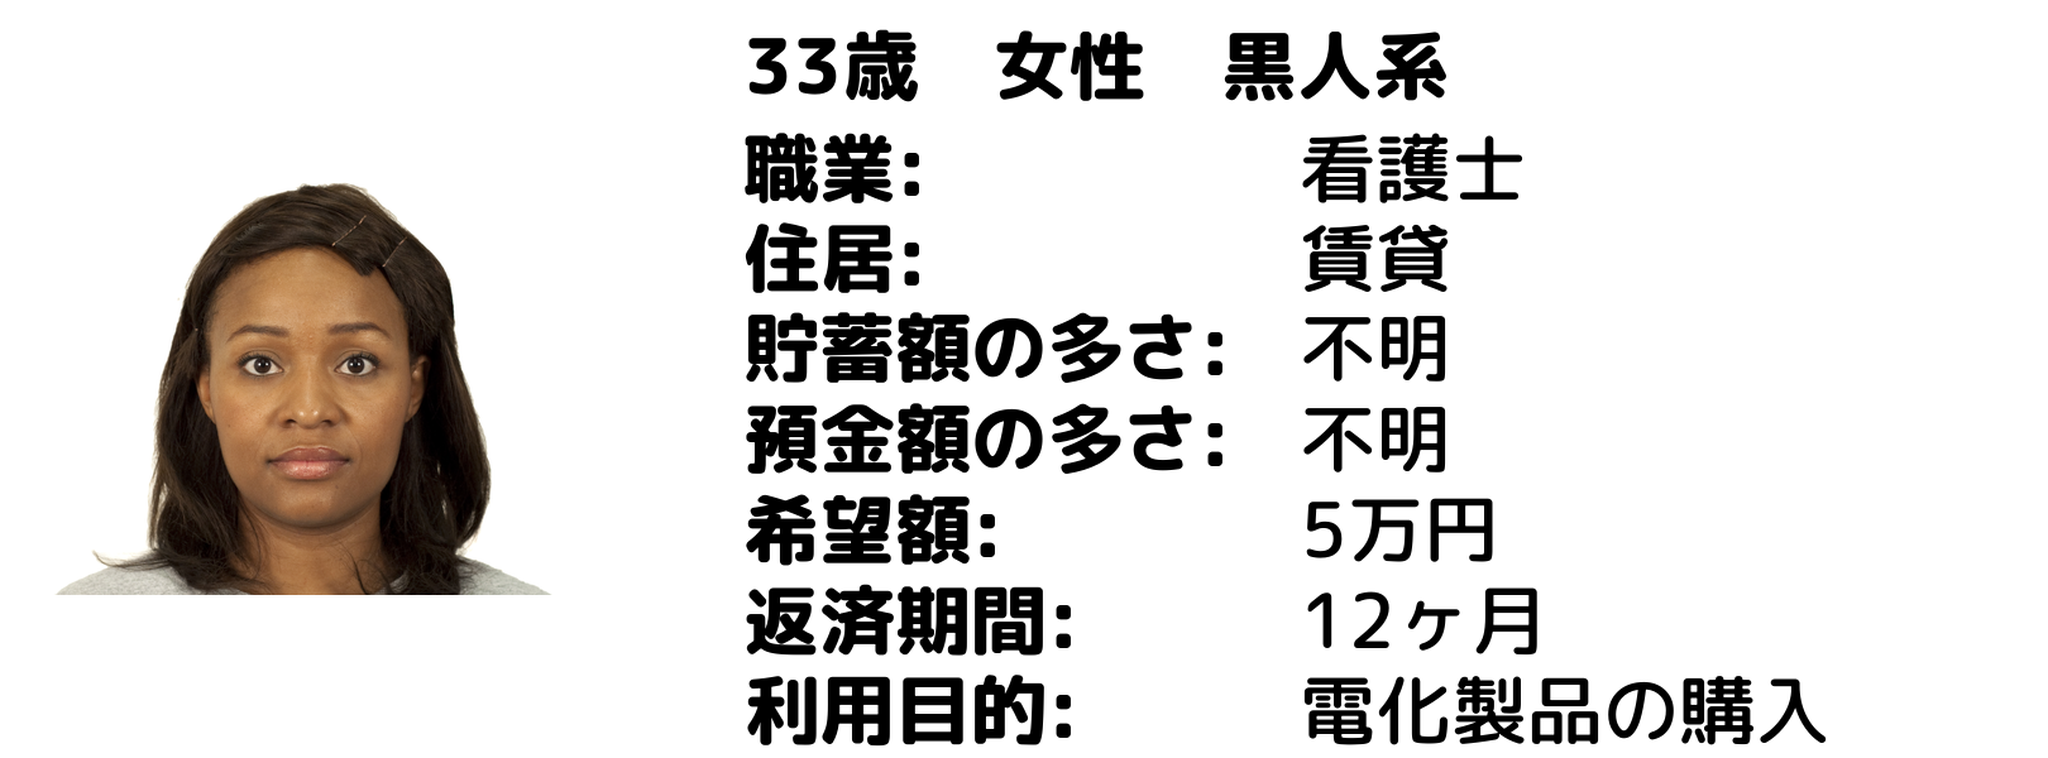 33歳　女性　黒人系
職業:　看護士
住居:　賃貸
貯蓄額の多さ:　不明
預金額の多さ:　不明
希望額:　5万円
返済期間:　12ヶ月
利用目的:　電化製品の購入